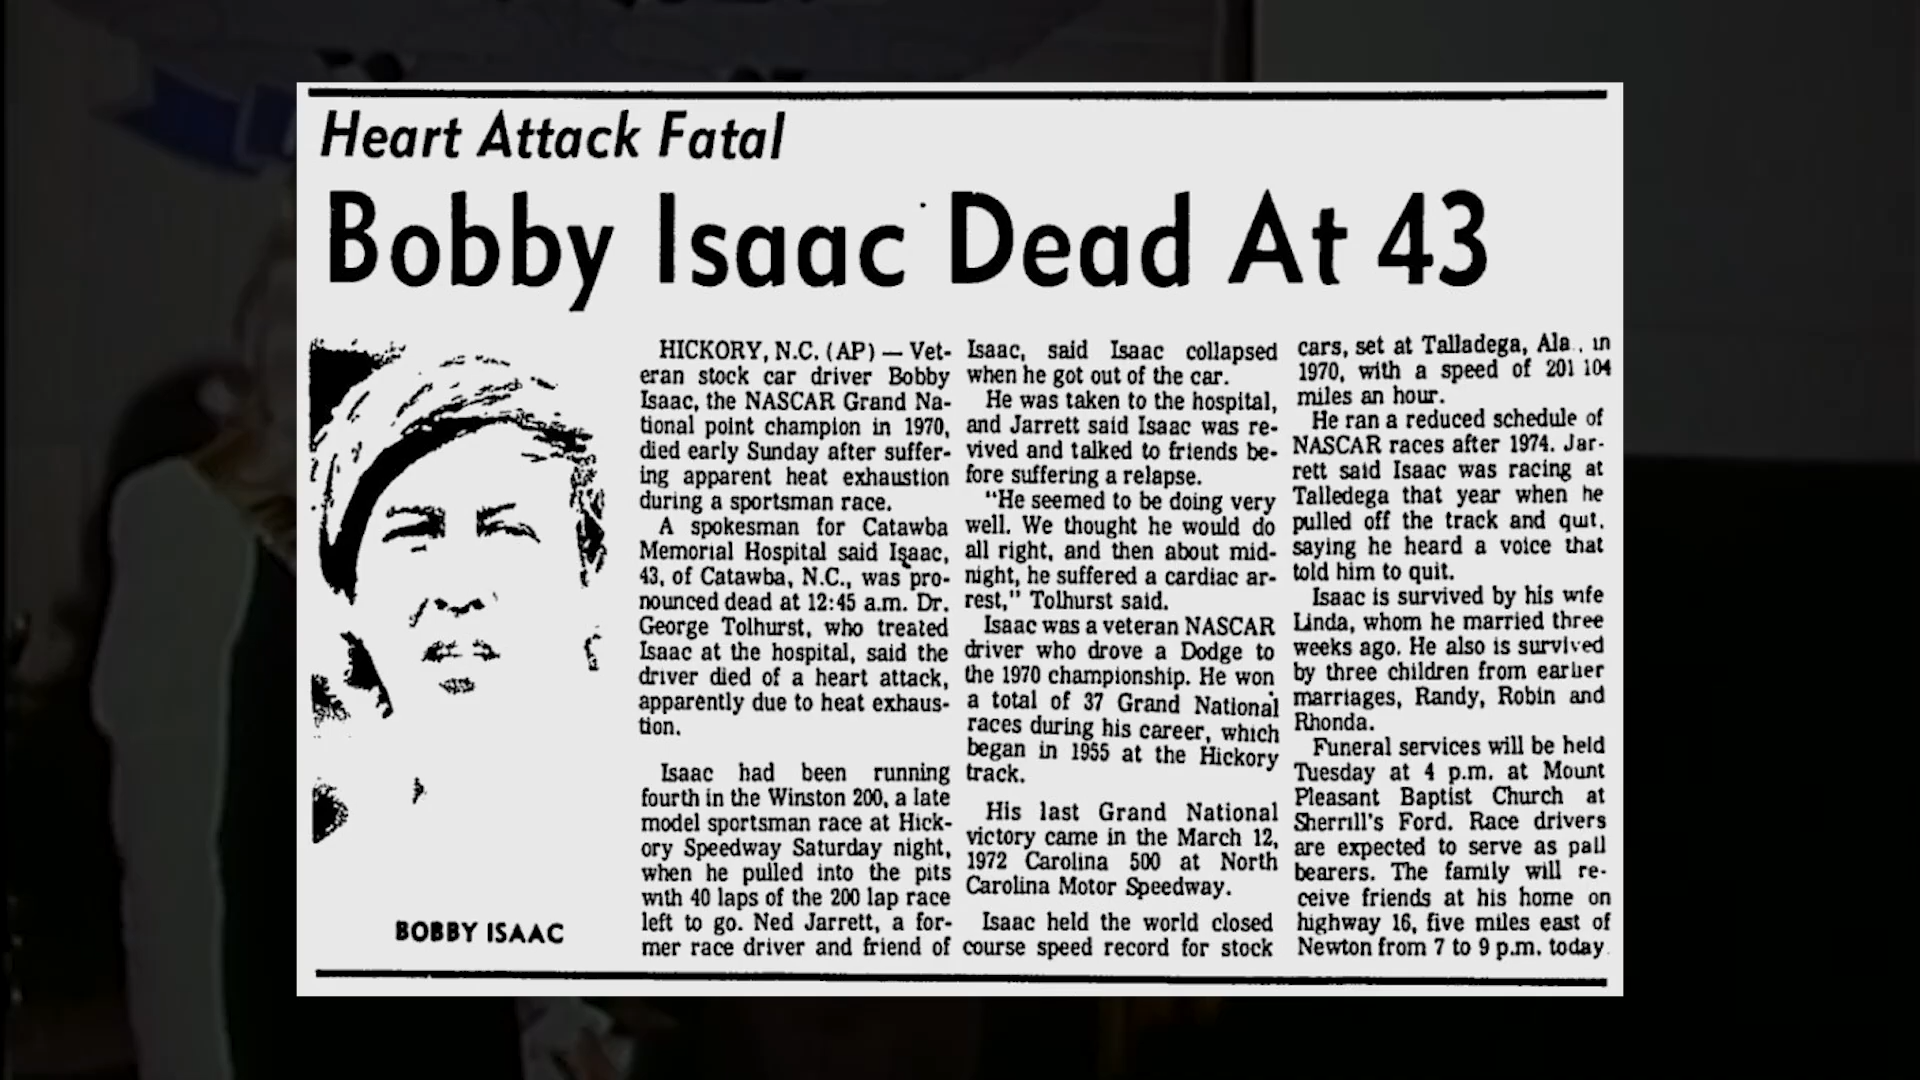 Heart Attack Fatal
Bobby Isaac Dead At 43
HICKORY, N.C. (AP) — Vet-
eran stock car driver Bobby
Isaac, the NASCAR Grand Na-
tional point champion in 1970,
died early Sunday after suffer-
ing apparent heat exhaustion
during a sportsman race.
A spokesman for Catawba
Memorial Hospital said Isaac,
43, of Catawba, N.C., was pro-
nounced dead at 12:45 a.m. Dr.
George Tolhurst, who treated
Isaac at the hospital, said the
driver died of a heart attack,
apparently due to heat exhaus-
tion.
Isaac had been running
fourth in the Winston 200, a late
model sportsman race at Hick-
ory Speedway Saturday night,
when he pulled into the pits
with 40 laps of the 200 lap race
left to go. Ned Jarrett, a for-
mer race driver and friend of
Isaac, said Isaac collapsed
when he got out of the car.
He was taken to the hospital,
and Jarrett said Isaac was re-
vived and talked to friends be-
fore suffering a relapse.
"He seemed to be doing very
well. We thought he would do
all right, and then about mid-
night, he suffered a cardiac ar-
rest," Tolhurst said.
Isaac was a veteran NASCAR
driver who drove a Dodge to
the 1970 championship. He won
a total of 37 Grand National
races during his career, which
began in 1955 at the Hickory
track.
His last Grand National
victory came in the March 12,
1972 Carolina 500 at North
Carolina Motor Speedway.
Isaac held the world closed
course speed record for stock
cars, set at Talladega, Ala., in
1970, with a speed of 201 104
miles an hour.
He ran a reduced schedule of
NASCAR races after 1974. Jar-
rett said Isaac was racing at
Talledega that year when he
pulled off the track and quit,
saying he heard a voice that
told him to quit.
Isaac is survived by his wife
Linda, whom he married three
weeks ago. He also is survived
by three children from earlier
marriages, Randy, Robin and
Rhonda.
Funeral services will be held
Tuesday at 4 p.m. at Mount
Pleasant Baptist Church at
Sherrill's Ford. Race drivers
are expected to serve as pall
bearers. The family will re-
ceive friends at his home on
highway 16, five miles east of
Newton from 7 to 9 p.m. today.
BOBBY ISAAC